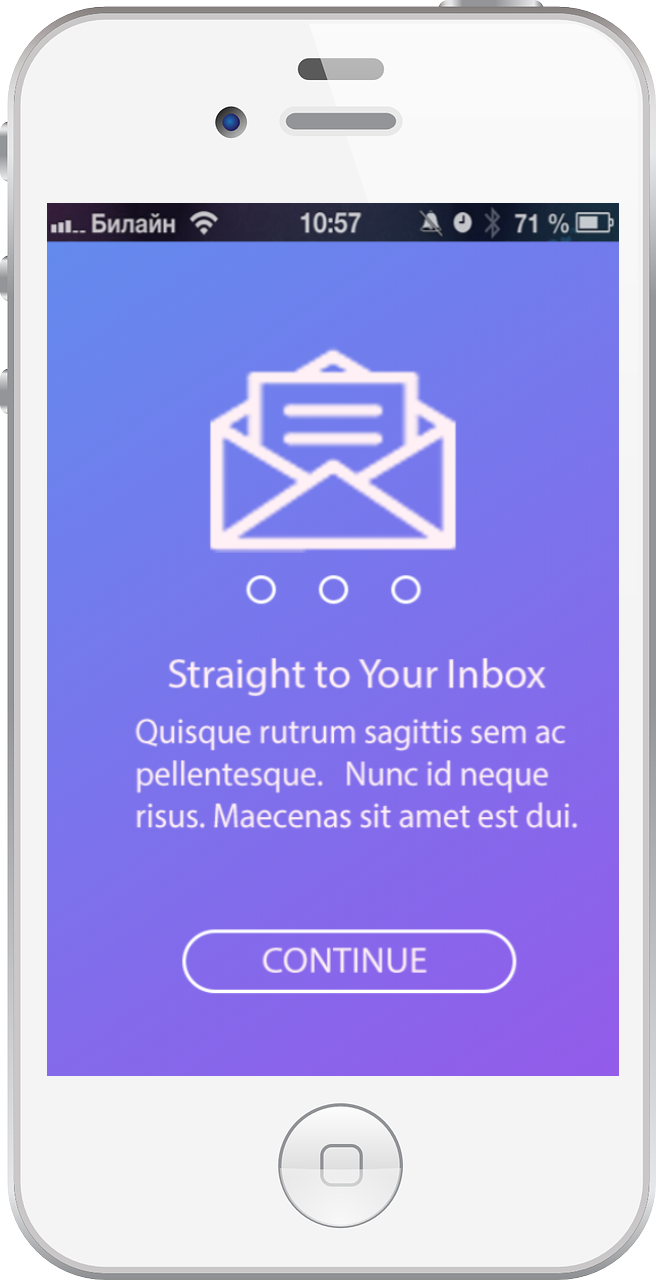 Билайн 10:57 71 %
Straight to Your Inbox
Quisque rutrum sagittis sem ac
pellentesque. Nunc id neque
risus. Maecenas sit amet est dui.
CONTINUE